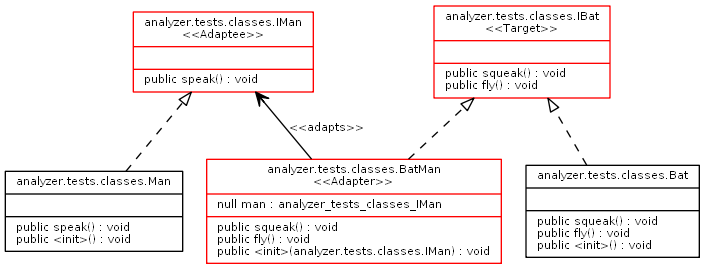 analyzer.tests.classes.IMan
<<Adaptee>>
public speak() : void
analyzer.tests.classes.IBat
<<Target>>
public squeak() : void
public fly() : void
<<adapts>>
analyzer.tests.classes.Man
public speak() : void
public <init>() : void
analyzer.tests.classes.BatMan
<<Adapter>>
null man : analyzer_tests_classes_IMan
public squeak() : void
public fly() : void
public <init>(analyzer.tests.classes.IMan) : void
analyzer.tests.classes.Bat
public squeak() : void
public fly() : void
public <init>() : void